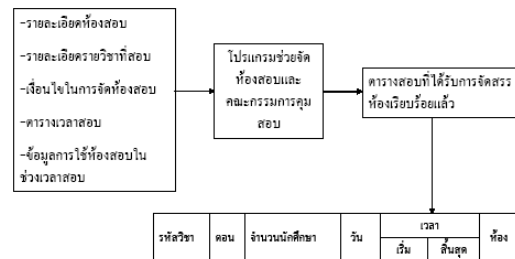 -รายละเอียดห้องสอบ
-รายละเอียดรายวิชาที่สอบ
-เงื่อนไขในการจัดห้องสอบ
-ตารางเวลาสอบ
-ข้อมูลการใช้ห้องสอบใน
ช่วงเวลาสอบ
โปรแกรมช่วยจัด
ห้องสอบและ
คณะกรรมการคุม
สอบ
ตารางสอบที่ได้รับการจัดสรร
ห้องเรียบร้อยแล้ว
รหัสวิชา ตอน จำนวนนักศึกษา วัน เวลา ห้อง
เริ่ม สิ้นสุด